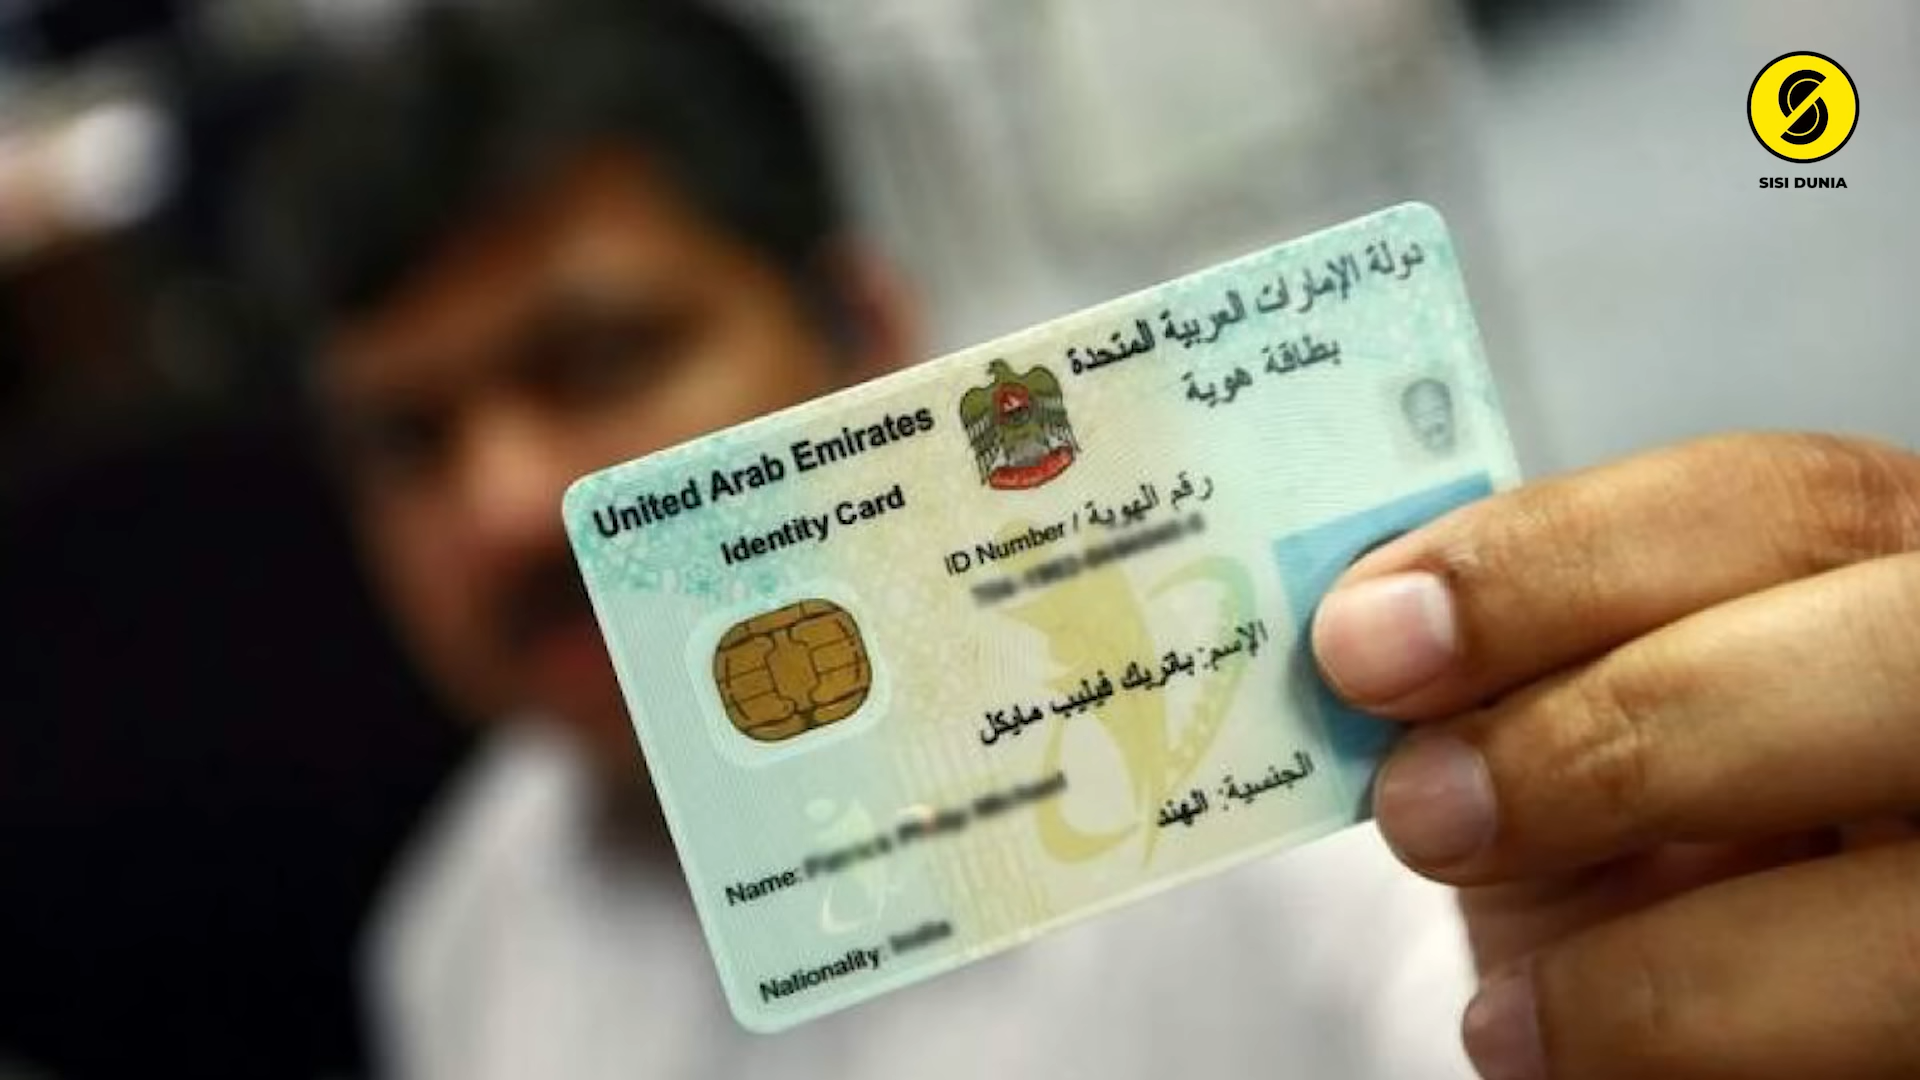 SISI DUNIA
دولة الإمارات العربية المتحدة
بطاقة هوية
United Arab Emirates
Identity Card
ID Number / رقم الهوية
الإسم: باتريك فيليب مايكل
Name:
الجنسية: الهند
Nationality: